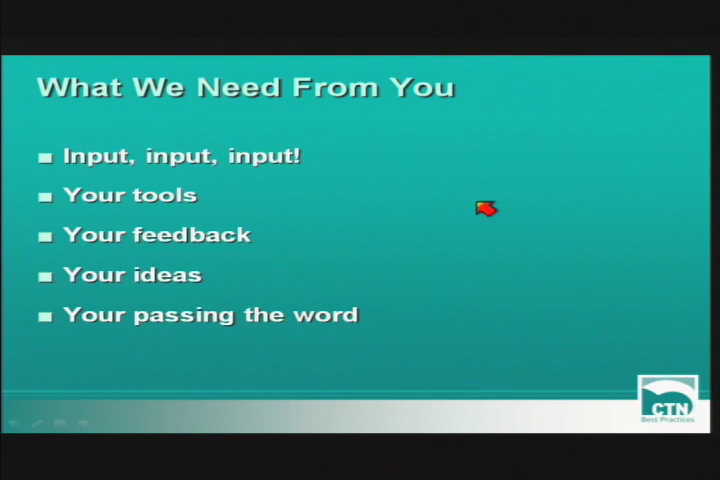 What We Need From You
Input, input, input!
Your tools
Your feedback
Your ideas
Your passing the word
CTN
Best Practices